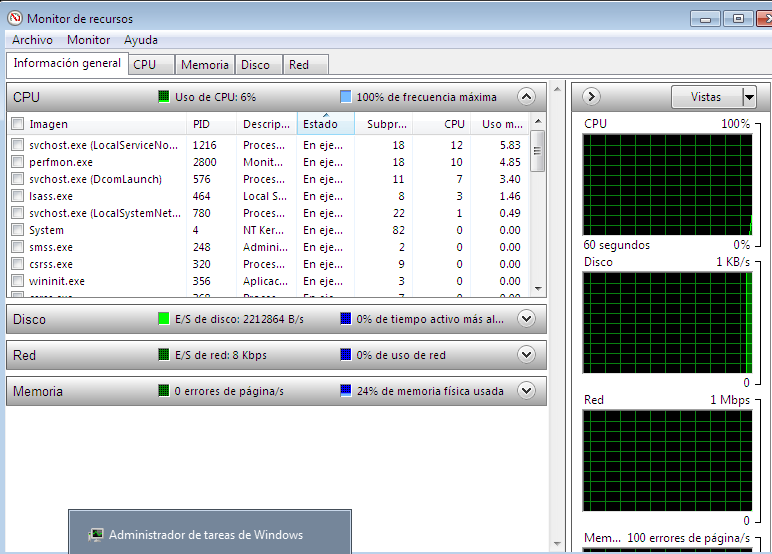 Monitor de recursos
Archivo Monitor Ayuda
Información general CPU Memoria Disco Red
CPU Uso de CPU: 6% 100% de frecuencia máxima
Imagen PID Descrip... Estado Subpr... CPU Uso m...
svchost.exe (LocalServiceNo... 1216 Proces... En eje... 18 12 5.83
perfmon.exe 2800 Monit... En eje... 18 10 4.85
svchost.exe (DcomLaunch) 576 Proces... En eje... 11 7 3.40
lsass.exe 464 Local S... En eje... 8 3 1.46
svchost.exe (LocalSystemNet... 780 Proces... En eje... 22 1 0.49
System 4 NT Ker... En eje... 82 0 0.00
smss.exe 248 Admini... En eje... 2 0 0.00
csrss.exe 320 Proces... En eje... 9 0 0.00
wininit.exe 356 Aplicac... En eje... 3 0 0.00
Disco E/S de disco: 2212864 B/s 0% de tiempo activo más al...
Red E/S de red: 8 Kbps 0% de uso de red
Memoria 0 errores de página/s 24% de memoria física usada
Vistas
CPU 100%
60 segundos 0%
Disco 1 KB/s
0
Red 1 Mbps
0
Mem... 100 errores de página/s
Administrador de tareas de Windows